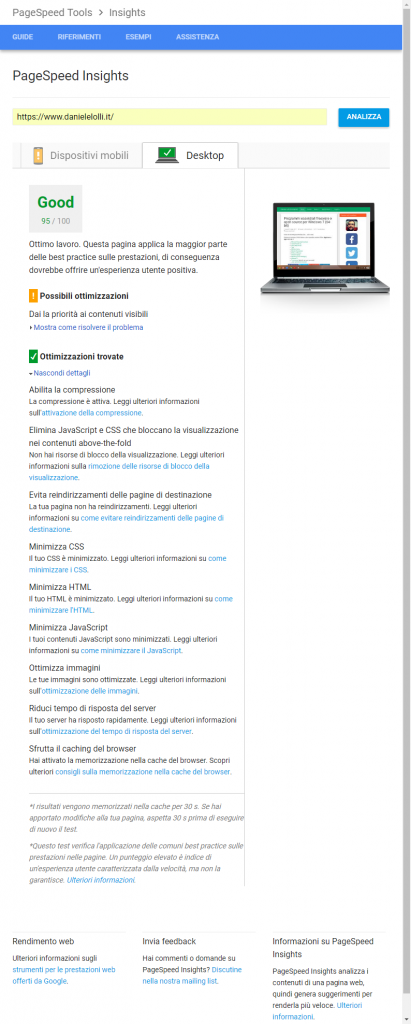 PageSpeed Tools > Insights
GUIDE RIFERIMENTI ESEMPI ASSISTENZA
PageSpeed Insights
https://www.danielelolli.it/ ANALIZZA
Dispositivi mobili Desktop
Good
95 / 100
Ottimo lavoro. Questa pagina applica la maggior parte
delle best practice sulle prestazioni, di conseguenza
dovrebbe offrire un'esperienza utente positiva.
! Possibili ottimizzazioni
Dai la priorità ai contenuti visibili
Mostra come risolvere il problema
Ottimizzazioni trovate
Nascondi dettagli
Abilita la compressione
La compressione è attiva. Leggi ulteriori informazioni
sull'attivazione della compressione.
Elimina JavaScript e CSS che bloccano la visualizzazione
nei contenuti above-the-fold
Non hai risorse di blocco della visualizzazione. Leggi ulteriori
informazioni sulla rimozione delle risorse di blocco della
visualizzazione.
Evita reindirizzamenti delle pagine di destinazione
La tua pagina non ha reindirizzamenti. Leggi ulteriori
informazioni su come evitare reindirizzamenti delle pagine di
destinazione.
Minimizza CSS
Il tuo CSS è minimizzato. Leggi ulteriori informazioni su come
minimizzare i CSS.
Minimizza HTML
Il tuo HTML è minimizzato. Leggi ulteriori informazioni su come
minimizzare l'HTML.
Minimizza JavaScript
I tuoi contenuti JavaScript sono minimizzati. Leggi ulteriori
informazioni su come minimizzare il JavaScript.
Ottimizza immagini
Le tue immagini sono ottimizzate. Leggi ulteriori informazioni
sull'ottimizzazione delle immagini.
Riduci tempo di risposta del server
Il tuo server ha risposto rapidamente. Leggi ulteriori informazioni
sull'ottimizzazione del tempo di risposta del server.
Sfrutta il caching del browser
Hai attivato la memorizzazione nella cache del browser. Scopri
ulteriori consigli sulla memorizzazione nella cache del browser.
*I risultati vengono memorizzati nella cache per 30 s. Se hai
apportato modifiche alla tua pagina, aspetta 30 s prima di eseguire
di nuovo il test.
*Questo test verifica l'applicazione delle comuni best practice sulle
prestazioni nelle pagine. Un punteggio elevato è indice di
un'esperienza utente caratterizzata dalla velocità, ma non la
garantisce. Ulteriori informazioni.
Rendimento web
Ulteriori informazioni sugli
strumenti per le prestazioni web
offerti da Google.
Invia feedback
Hai commenti o domande su
PageSpeed Insights? Discutine
nella nostra mailing list.
Informazioni su PageSpeed
Insights
PageSpeed Insights analizza i
contenuti di una pagina web,
quindi genera suggerimenti per
renderla più veloce. Ulteriori
informazioni.